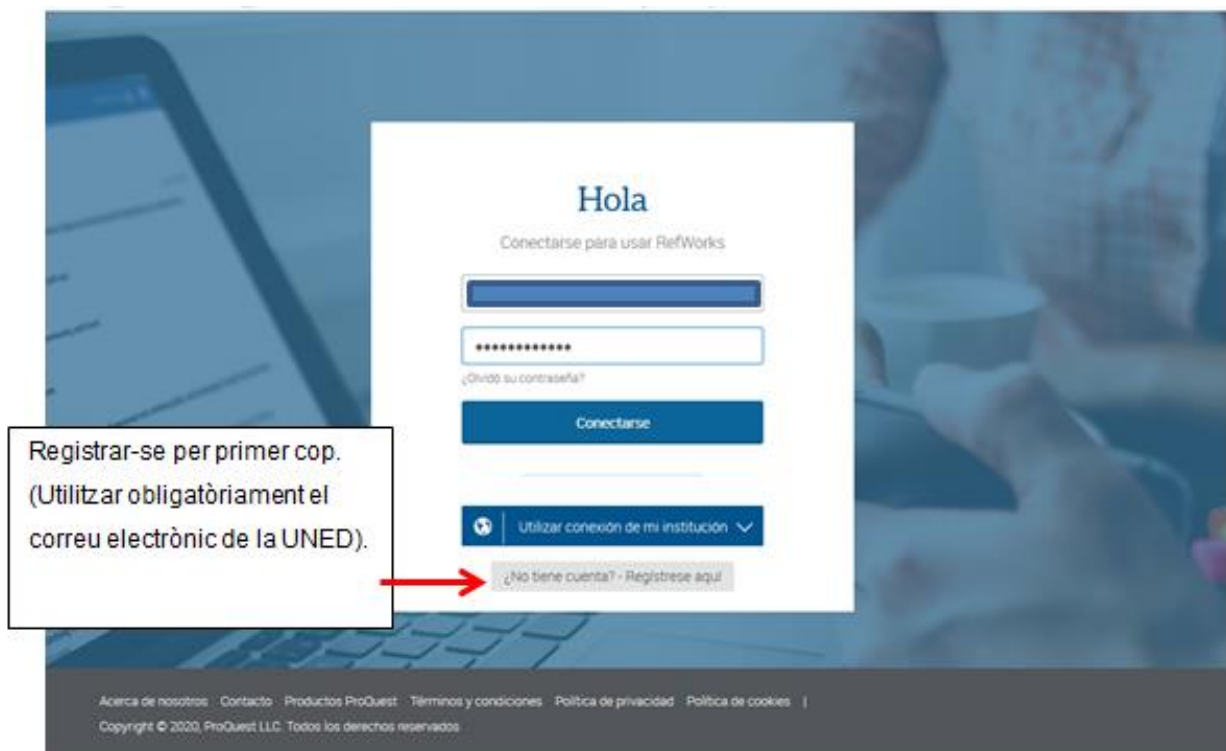 Hola
Conectarse para usar RefWorks
************
¿Olvidó su contraseña?
Conectarse
Registrar-se per primer cop.
(Utilitzar obligatòriament el
correu electrònic de la UNED).
Utilizar conexión de mi institución
¿No tiene cuenta? - Regístrese aquí
Acerca de nosotros Contacto Productos ProQuest Términos y condiciones Política de privacidad Política de cookies |
Copyright © 2020, ProQuest LLC. Todos los derechos reservados